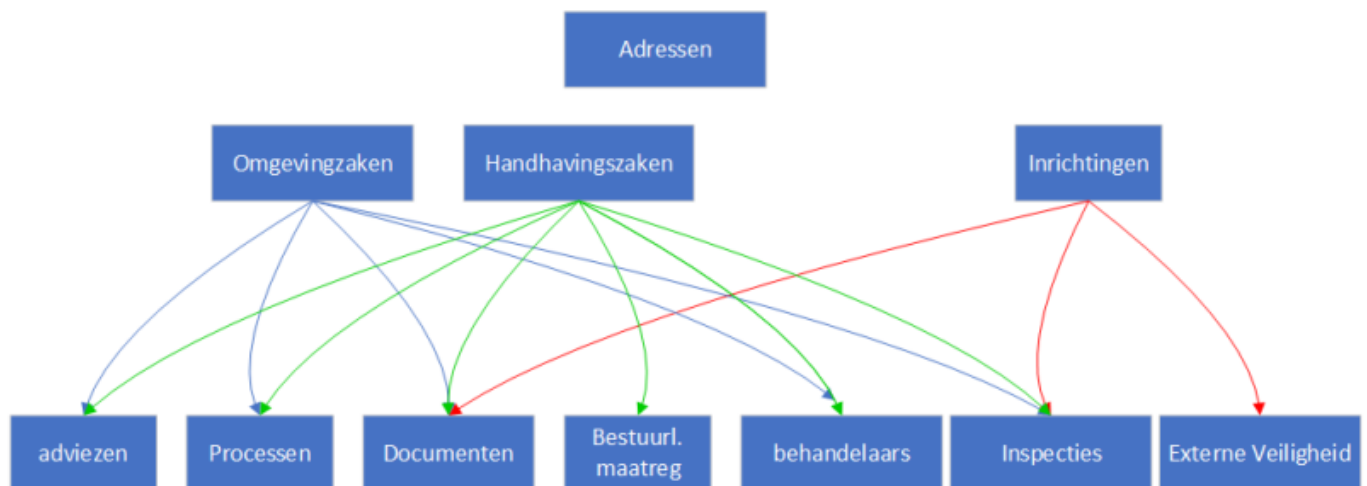 Adressen
Omgevingzaken
Handhavingszaken
Inrichtingen
adviezen
Processen
Documenten
Bestuurl.
maatreg
behandelaars
Inspecties
Externe Veiligheid